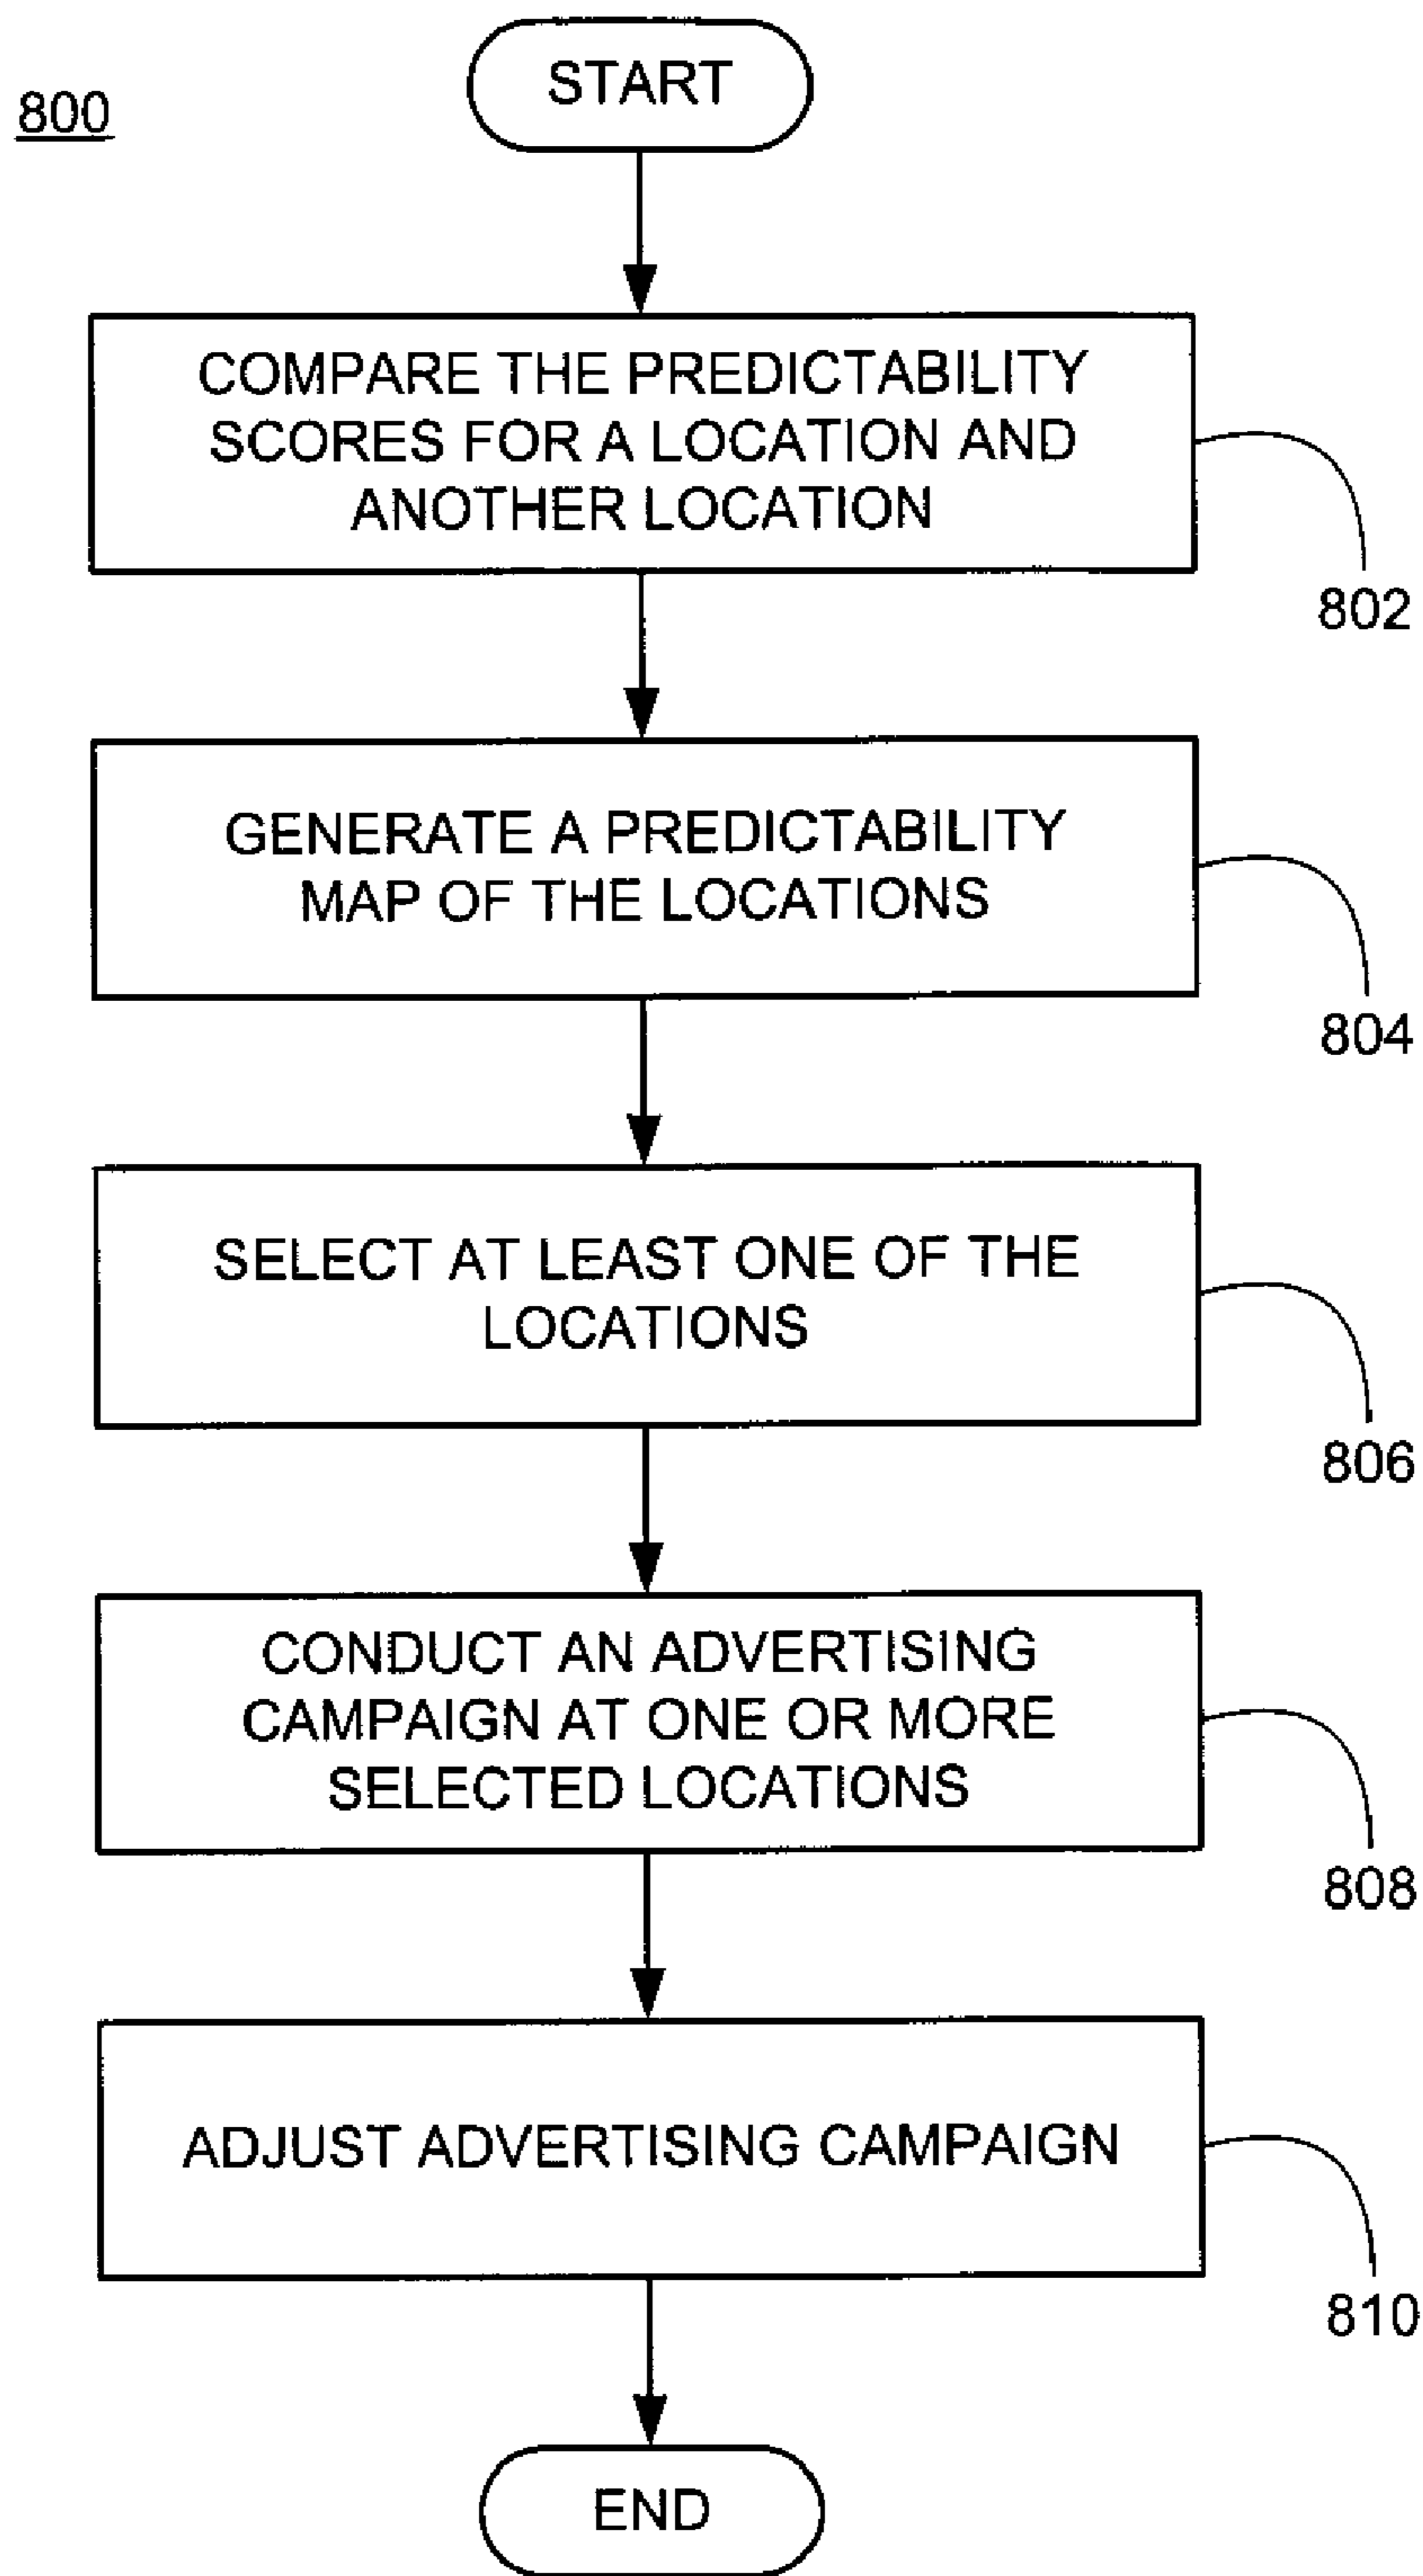 START
800
COMPARE THE PREDICTABILITY
SCORES FOR A LOCATION AND
ANOTHER LOCATION
802
GENERATE A PREDICTABILITY
MAP OF THE LOCATIONS
804
SELECT AT LEAST ONE OF THE
LOCATIONS
806
CONDUCT AN ADVERTISING
CAMPAIGN AT ONE OR MORE
SELECTED LOCATIONS
808
ADJUST ADVERTISING CAMPAIGN
810
END